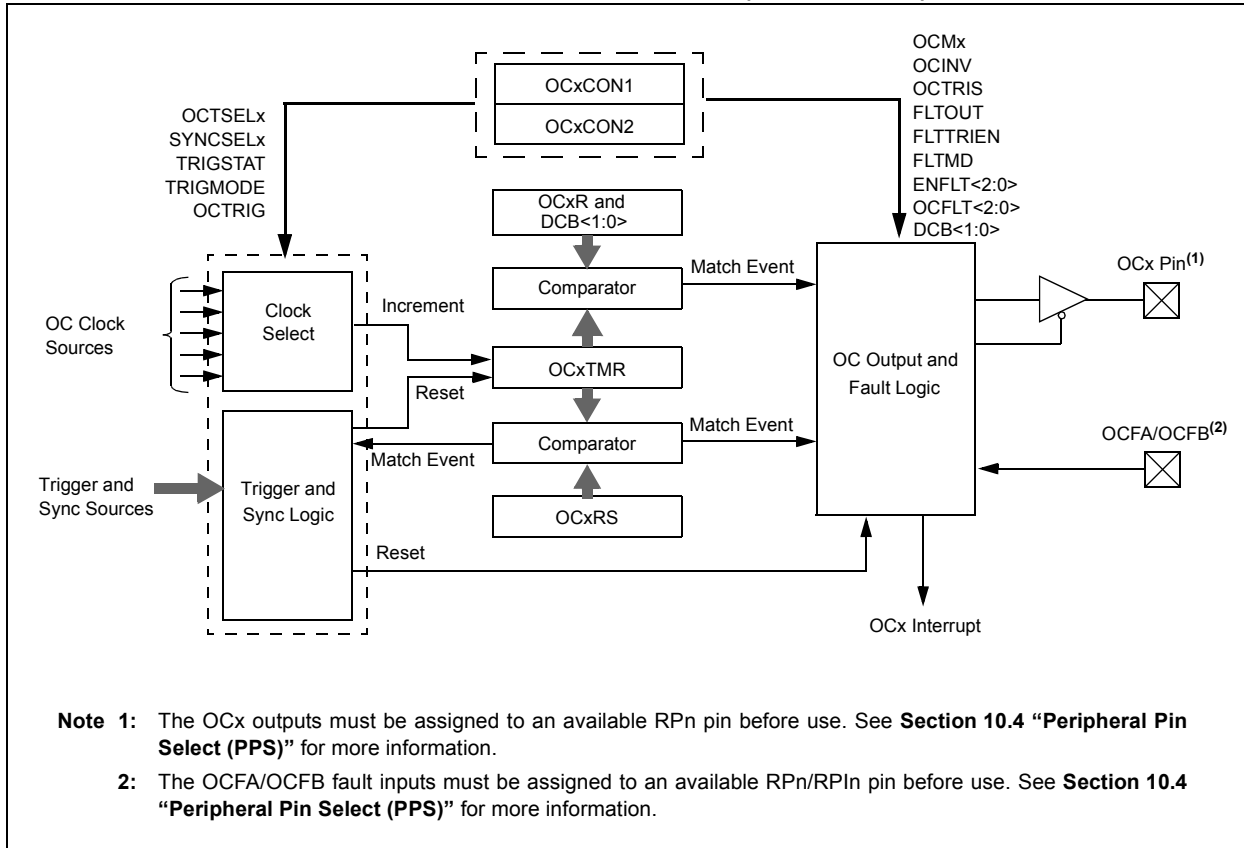 OCxCON1
OCxCON2
OCMx
OCINV
OCTRIS
FLTOUT
FLTTRIEN
FLTMD
ENFLT<2:0>
OCFLT<2:0>
DCB<1:0>
OCTSELx
SYNCSELx
TRIGSTAT
TRIGMODE
OCTRIG
OCxR and
DCB<1:0>
Match Event
OCx Pin(1)
Comparator
Clock
Select
Increment
OC Clock
Sources
OCxTMR
OC Output and
Fault Logic
Reset
Match Event
OCFA/OCFB(2)
Comparator
Match Event
Trigger and
Sync Sources
Trigger and
Sync Logic
OCxRS
Reset
OCx Interrupt
Note 1: The OCx outputs must be assigned to an available RPn pin before use. See Section 10.4 “Peripheral Pin
Select (PPS)” for more information.
2: The OCFA/OCFB fault inputs must be assigned to an available RPn/RPIn pin before use. See Section 10.4
“Peripheral Pin Select (PPS)” for more information.